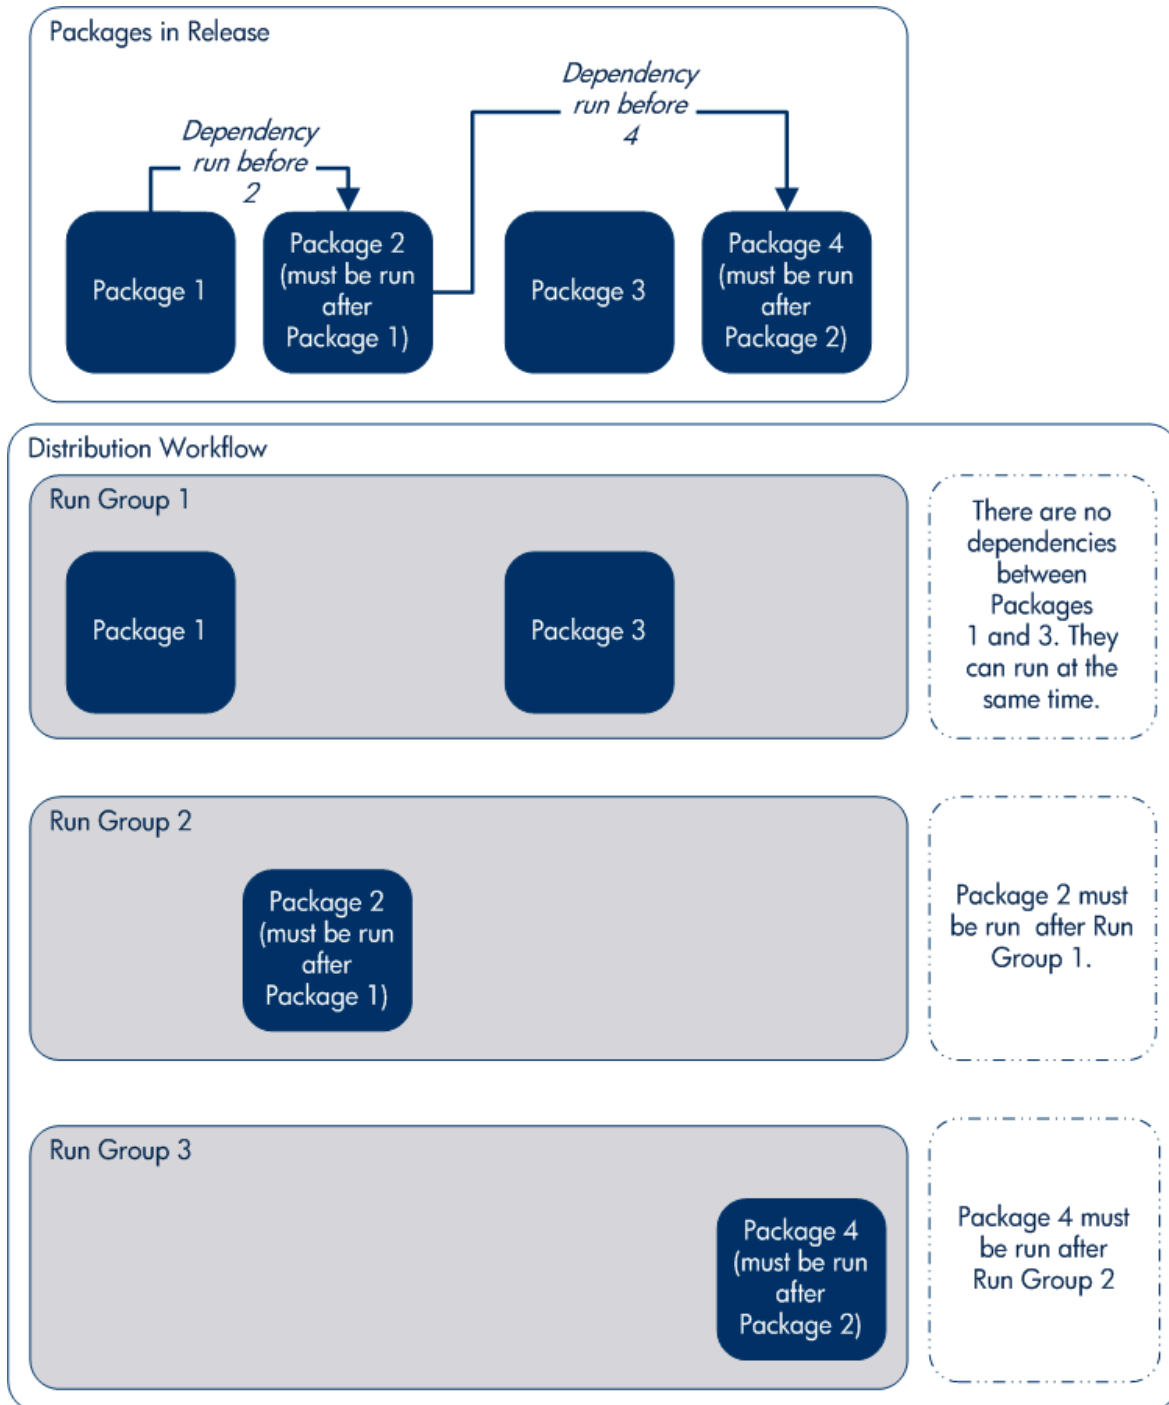 Packages in Release
Dependency
run before
2
Dependency
run before
4
Package 1
Package 2
(must be run
after
Package 1)
Package 3
Package 4
(must be run
after
Package 2)
Distribution Workflow
Run Group 1
Package 1
Package 3
There are no
dependencies
between
Packages
1 and 3. They
can run at the
same time.
Run Group 2
Package 2
(must be run
after
Package 1)
Package 2 must
be run after Run
Group 1.
Run Group 3
Package 4
(must be run
after
Package 2)
Package 4 must
be run after
Run Group 2